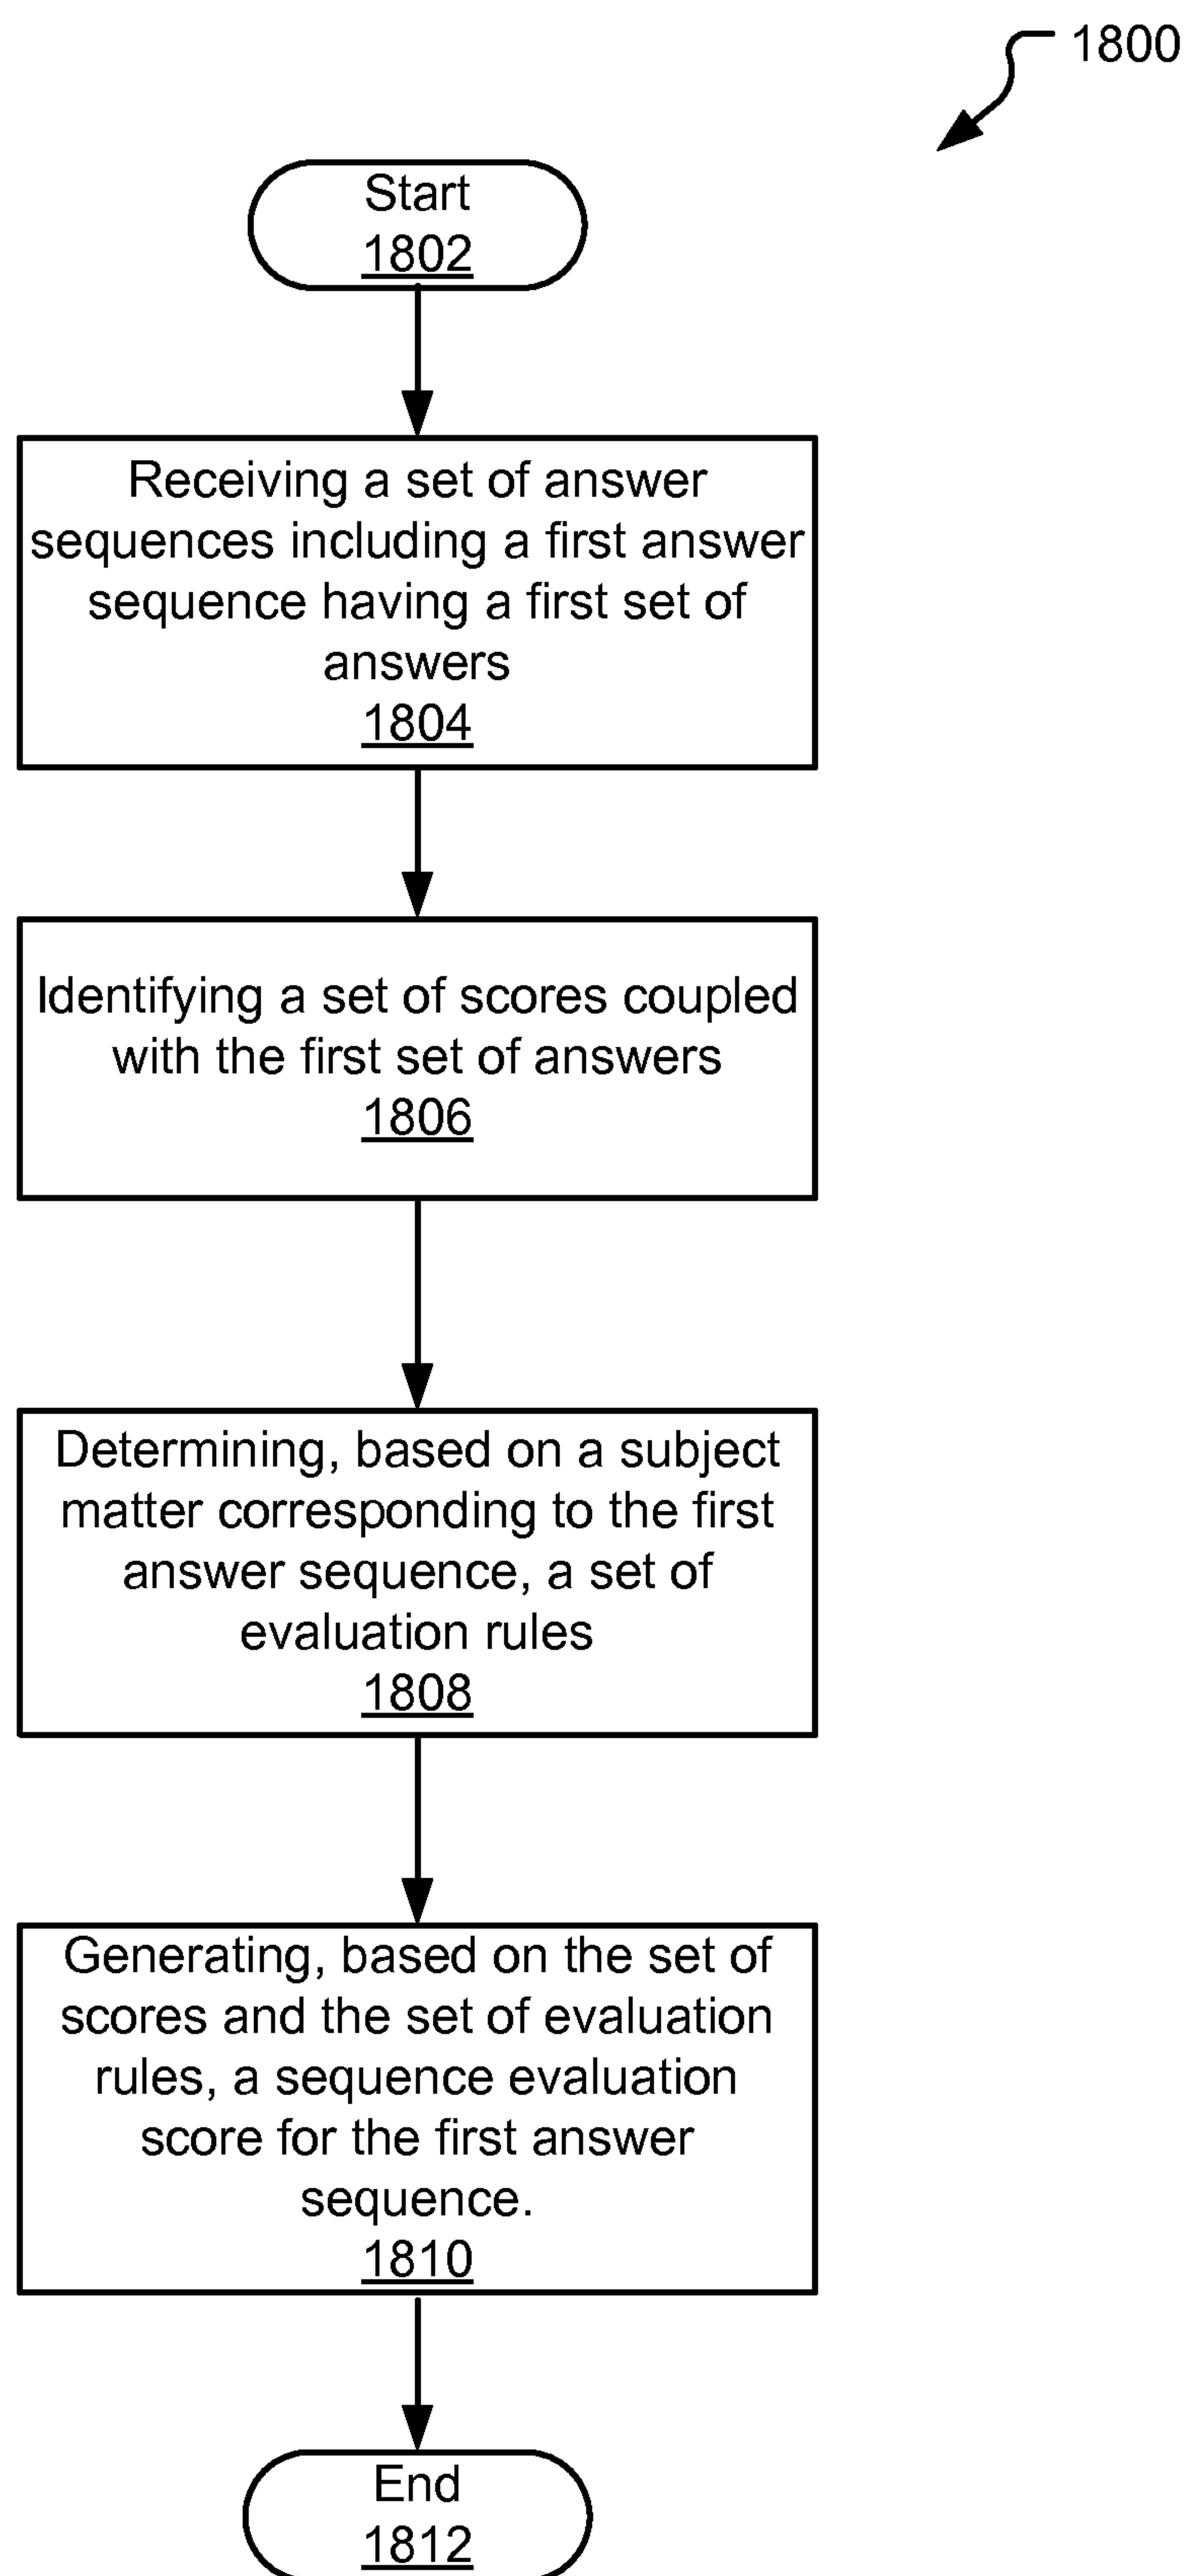 1800
Start
1802
Receiving a set of answer
sequences including a first answer
sequence having a first set of
answers
1804
Identifying a set of scores coupled
with the first set of answers
1806
Determining, based on a subject
matter corresponding to the first
answer sequence, a set of
evaluation rules
1808
Generating, based on the set of
scores and the set of evaluation
rules, a sequence evaluation
score for the first answer
sequence.
1810
End
1812